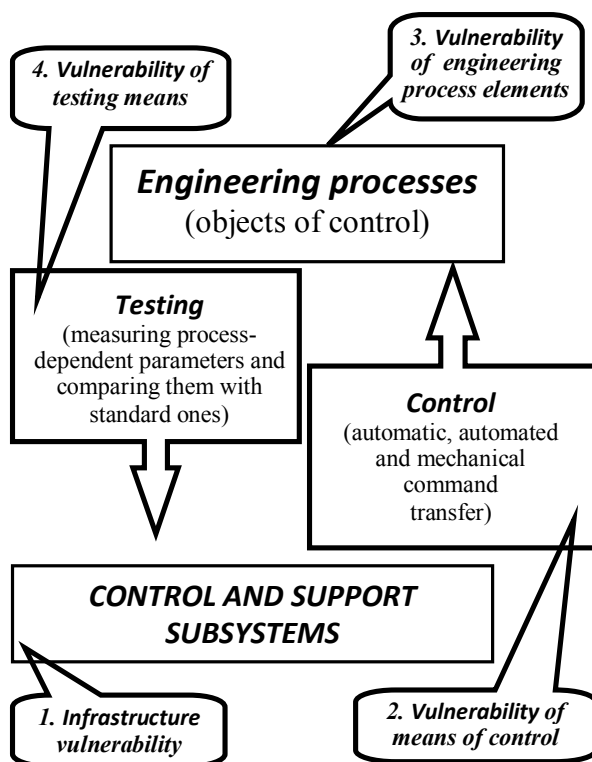 4. Vulnerability of
testing means
3. Vulnerability
of engineering
process elements
Engineering processes
(objects of control)
Testing
(measuring process-
dependent parameters and
comparing them with
standard ones)
Control
(automatic, automated
and mechanical
command
transfer)
CONTROL AND SUPPORT
SUBSYSTEMS
1. Infrastructure
vulnerability
2. Vulnerability of
means of control